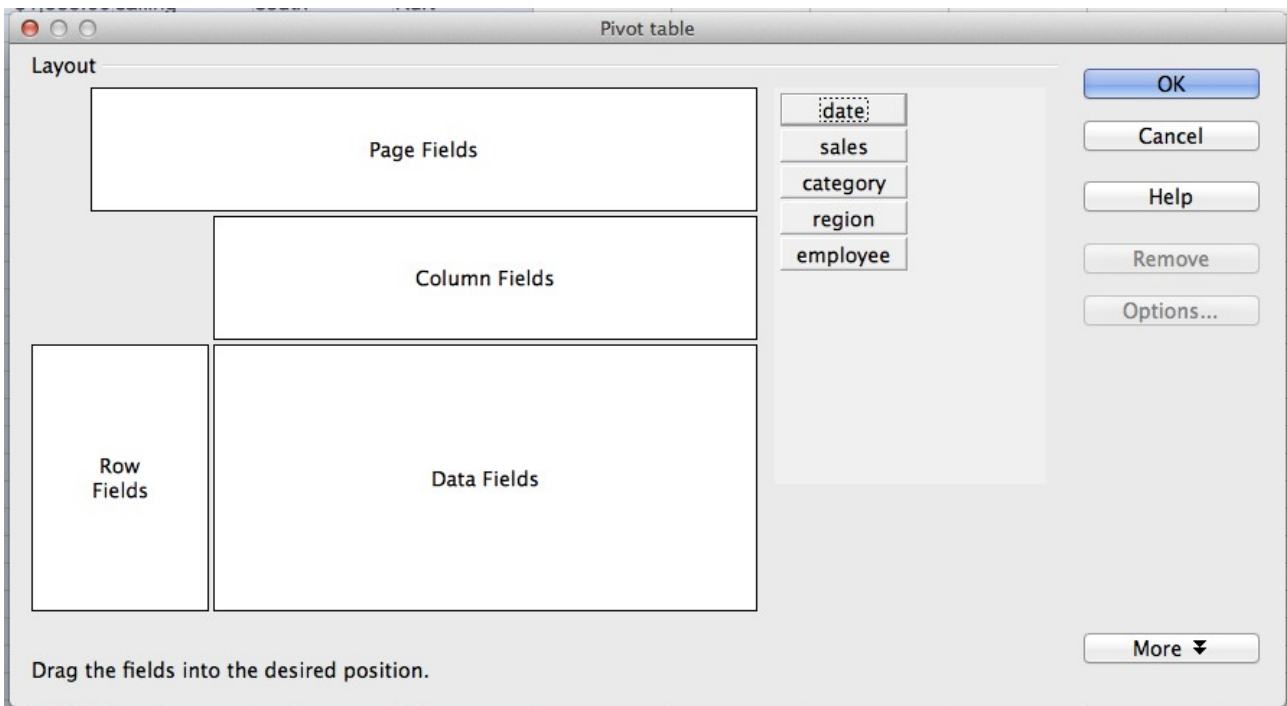 Pivot table
Layout
Page Fields
Column Fields
Row
Fields
Data Fields
date
sales
category
region
employee
OK
Cancel
Help
Remove
Options...
More
Drag the fields into the desired position.